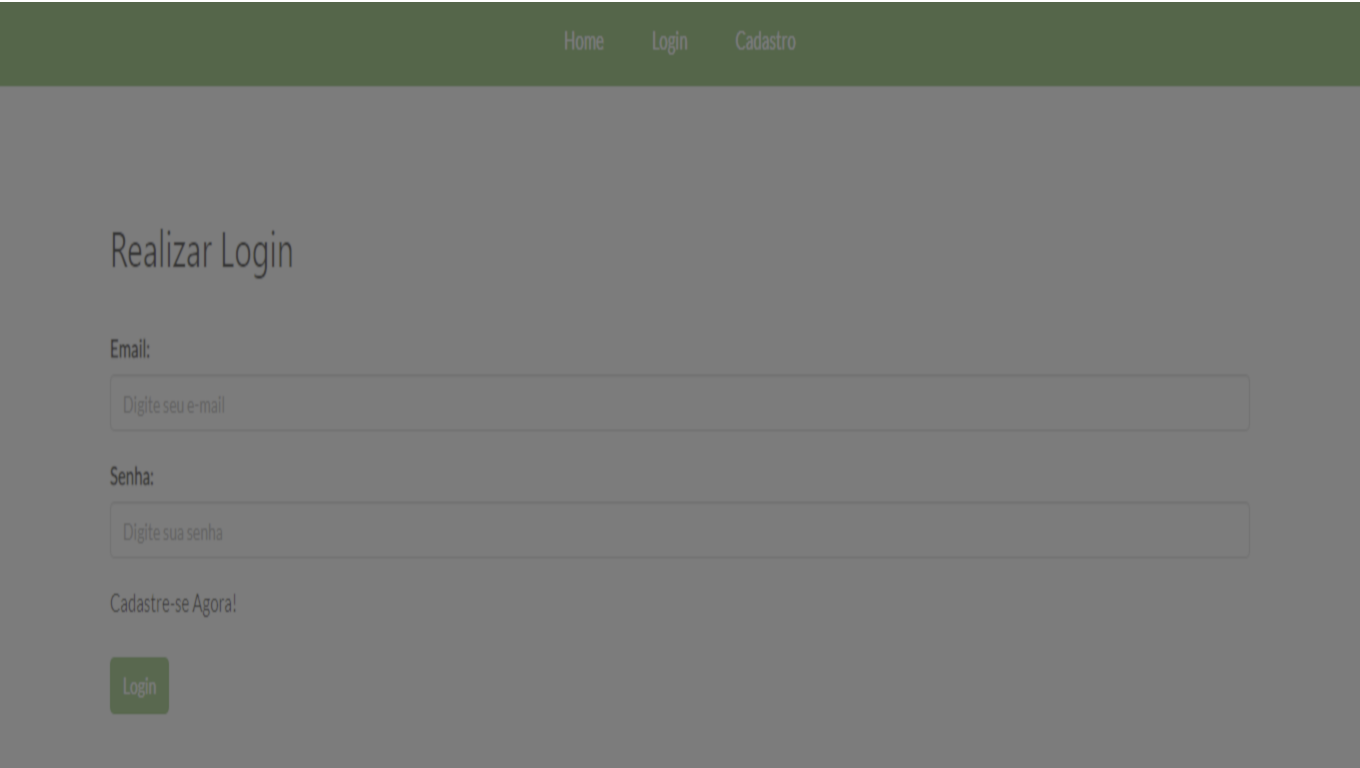 Home Login Cadastro
Realizar Login
Email:
Digite seu e-mail
Senha:
Digite sua senha
Cadastre-se Agora!
Login